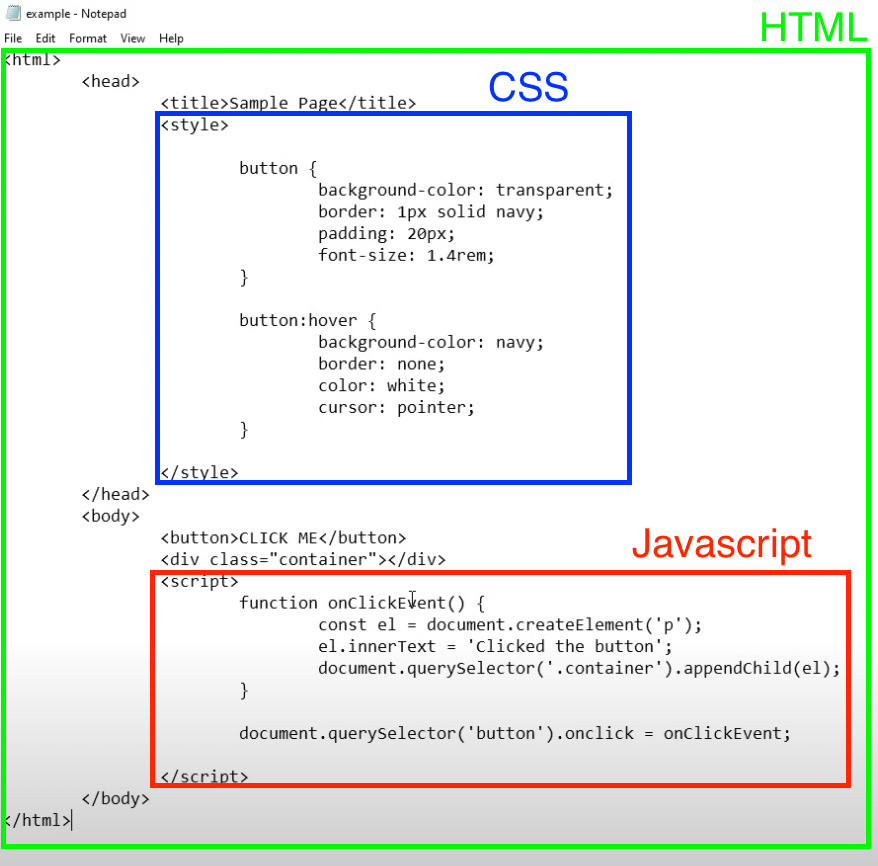 example - Notepad
File Edit Format View Help
HTML
<html>
<head>
CSS
<title>Sample Page</title>
<style>
button {
background-color: transparent;
border: 1px solid navy;
padding: 20px;
font-size: 1.4rem;
}
button:hover {
background-color: navy;
border: none;
color: white;
cursor: pointer;
}
</style>
</head>
<body>
<button>CLICK ME</button>
Javascript
<div class="container"></div>
<script>
function onClickEvent() {
const el = document.createElement('p');
el.innerText = 'Clicked the button';
document.querySelector('.container').appendChild(el);
}
document.querySelector('button').onclick = onClickEvent;
</script>
</body>
</html>